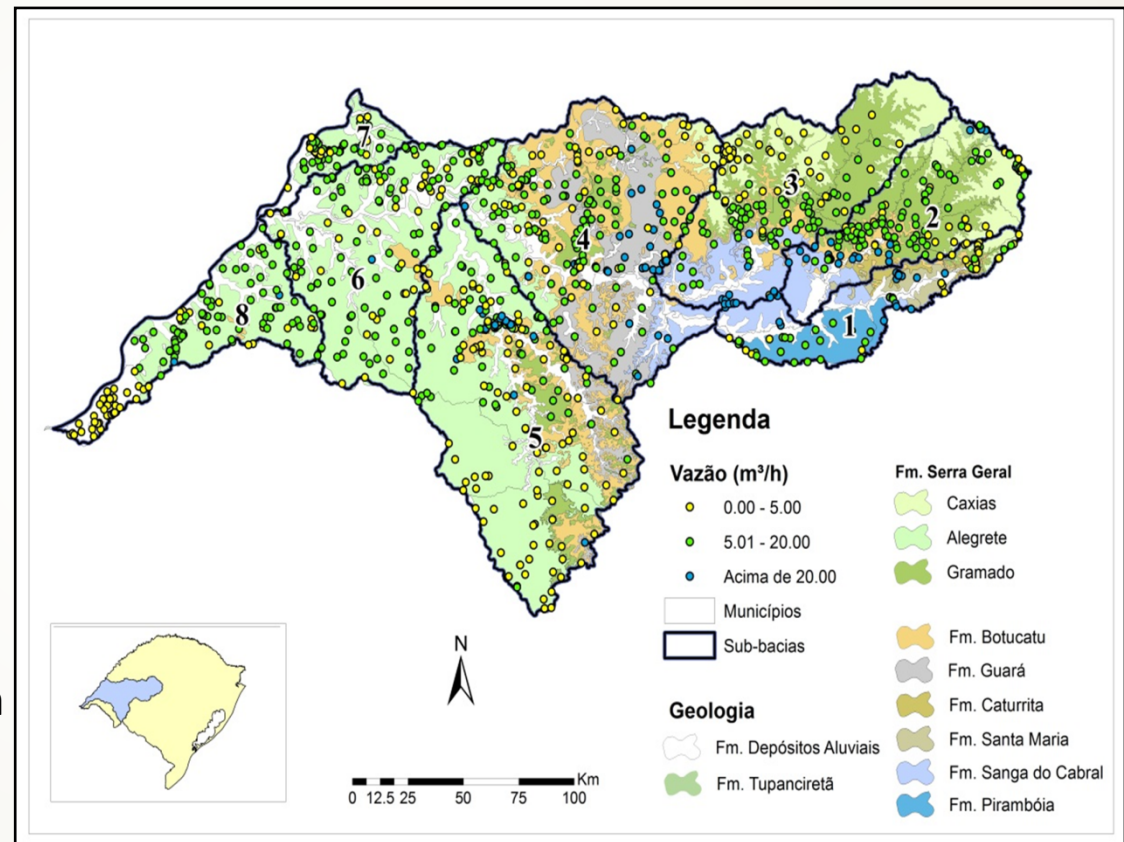 7
3
2
4
6
8
1
5
Legenda
Vazão (m³/h)
0.00 - 5.00
5.01 - 20.00
Acima de 20.00
Municípios
Sub-bacias
Geologia
Fm. Depósitos Aluviais
Fm. Tupanciretã
Fm. Serra Geral
Caxias
Alegrete
Gramado
Fm. Botucatu
Fm. Guará
Fm. Caturrita
Fm. Santa Maria
Fm. Sanga do Cabral
Fm. Pirambóia
N
Km
0 12.5 25 50 75 100